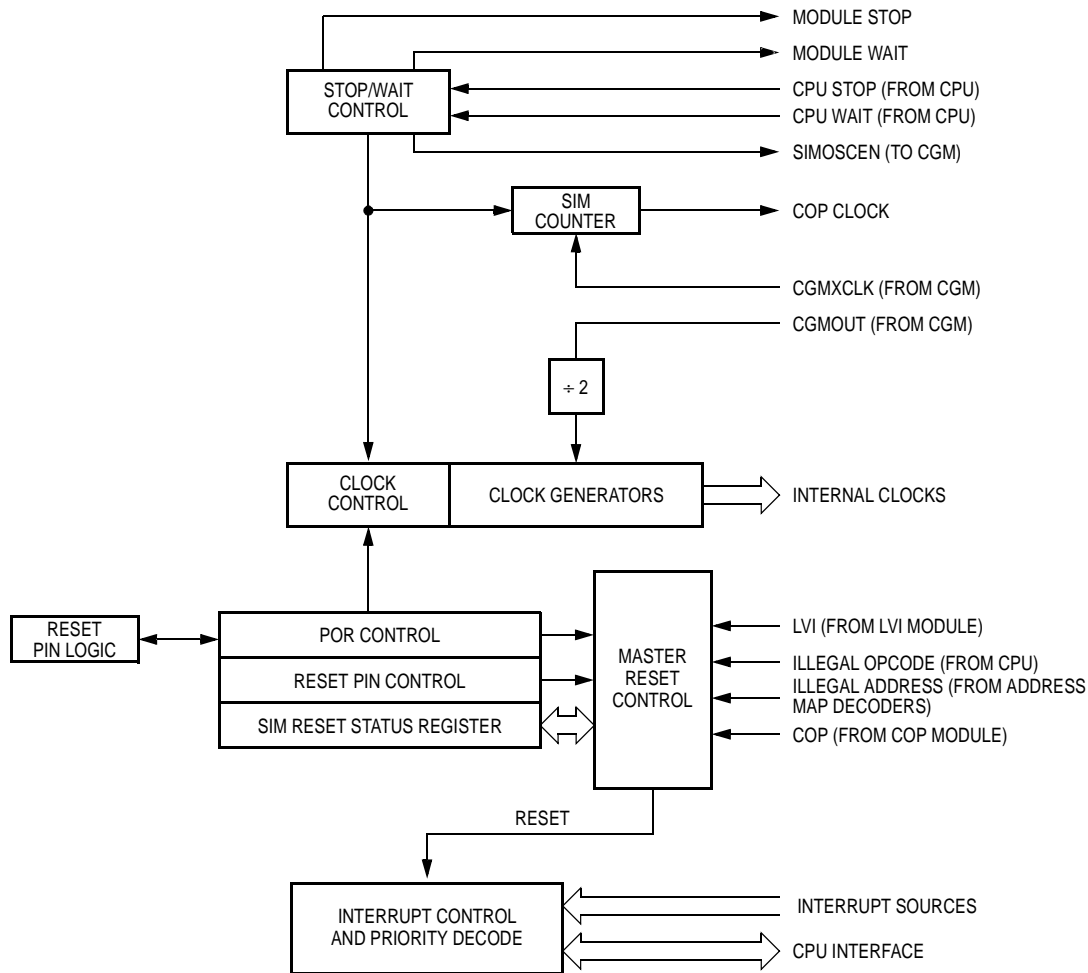 MODULE STOP
MODULE WAIT
STOP/WAIT
CONTROL
CPU STOP (FROM CPU)
CPU WAIT (FROM CPU)
SIMOSCEN (TO CGM)
SIM
COUNTER
COP CLOCK
CGMXCLK (FROM CGM)
CGMOUT (FROM CGM)
÷ 2
CLOCK
CONTROL
CLOCK GENERATORS
INTERNAL CLOCKS
RESET
PIN LOGIC
POR CONTROL
RESET PIN CONTROL
SIM RESET STATUS REGISTER
MASTER
RESET
CONTROL
LVI (FROM LVI MODULE)
ILLEGAL OPCODE (FROM CPU)
ILLEGAL ADDRESS (FROM ADDRESS
MAP DECODERS)
COP (FROM COP MODULE)
RESET
INTERRUPT CONTROL
AND PRIORITY DECODE
INTERRUPT SOURCES
CPU INTERFACE